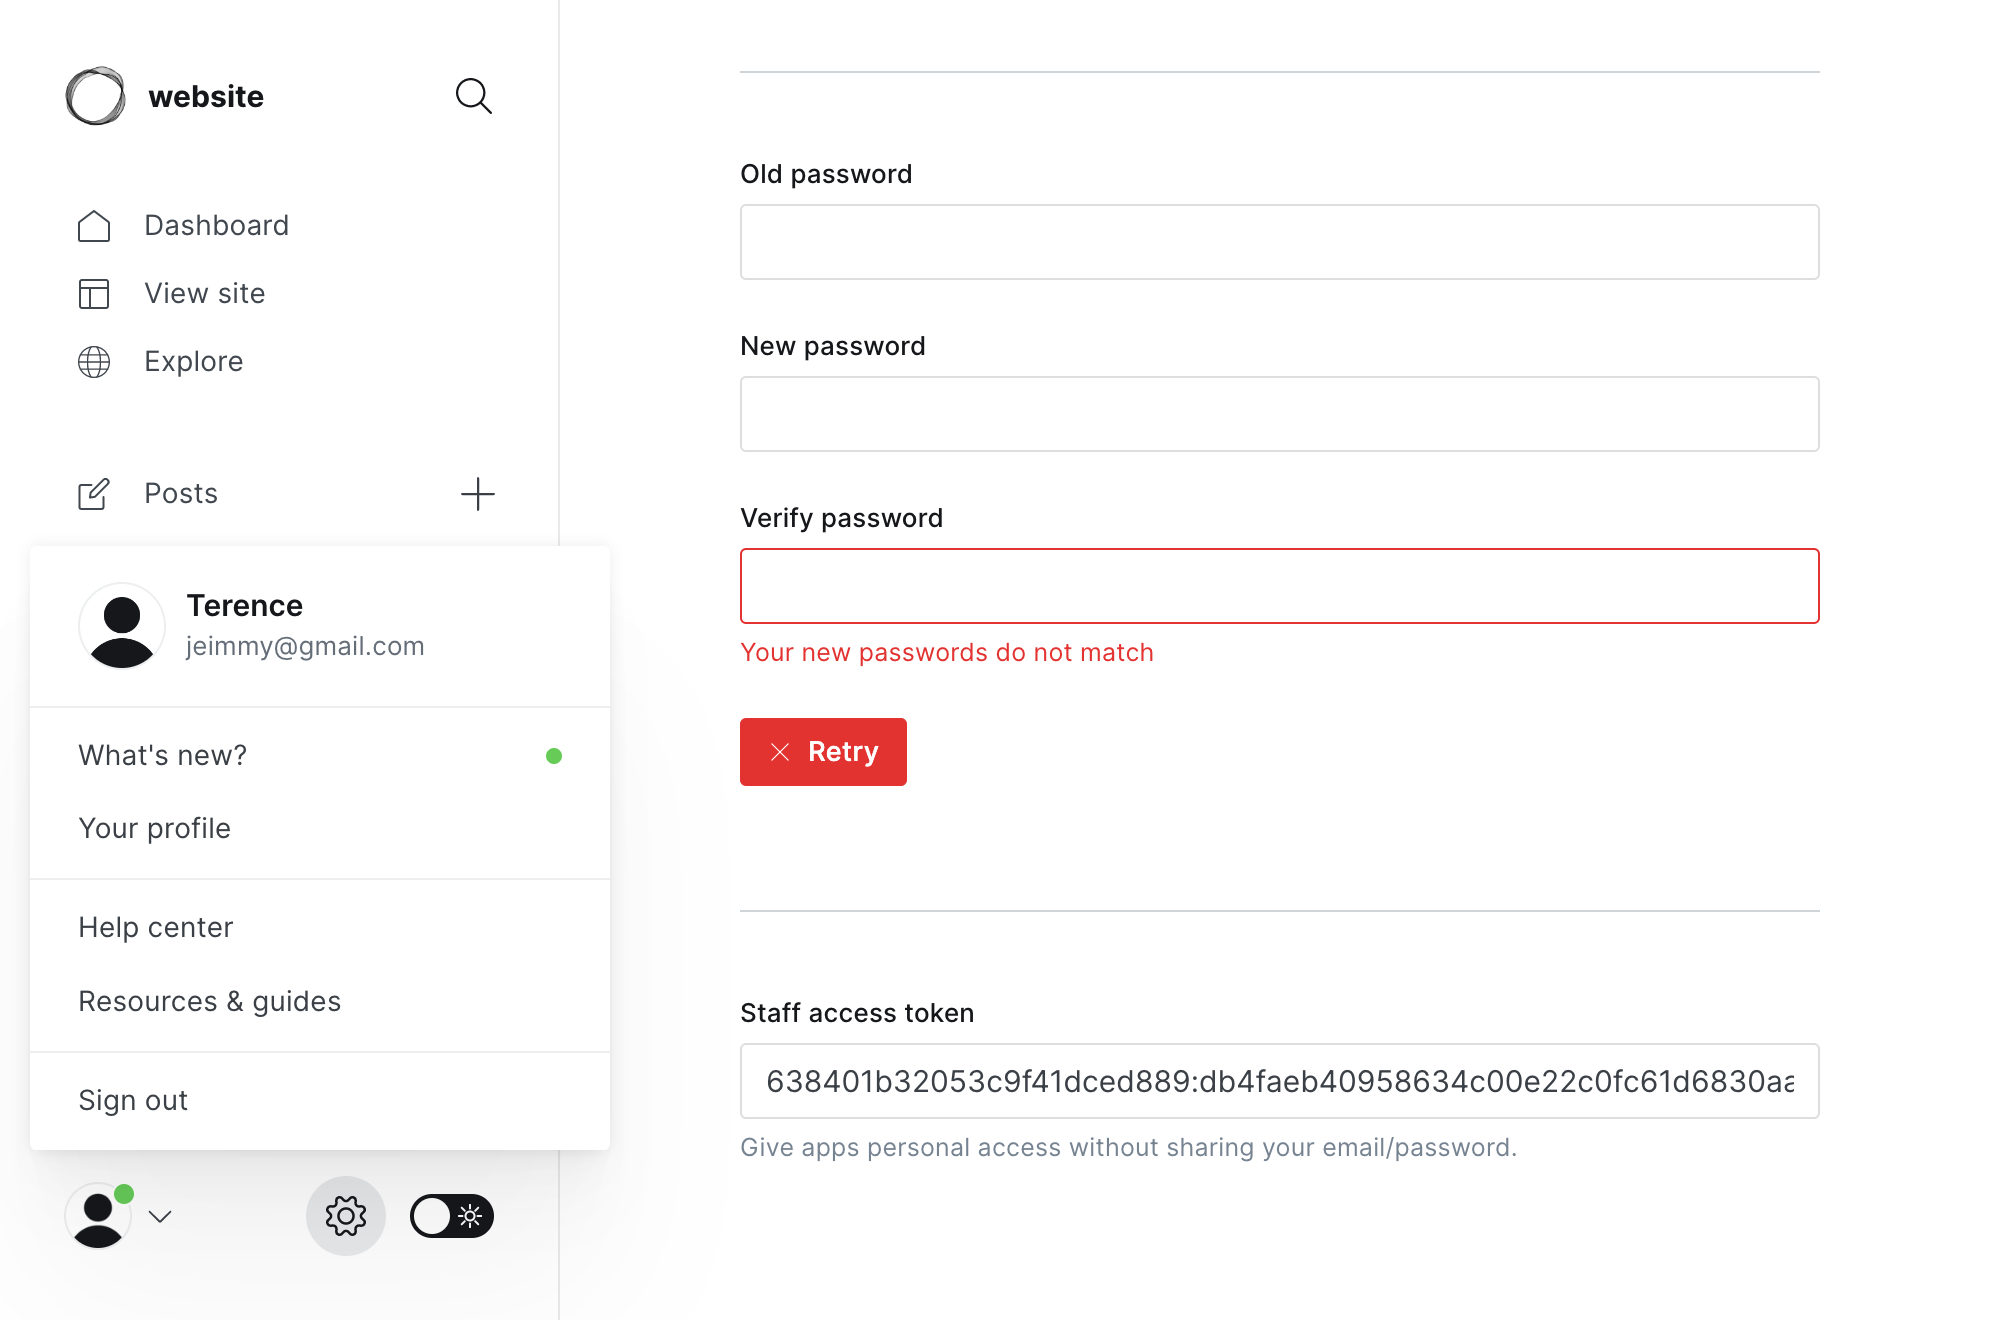 website
Dashboard
View site
Explore
Posts
Terence
jeimmy@gmail.com
What's new?
Your profile
Help center
Resources & guides
Sign out
Old password
New password
Verify password
Your new passwords do not match
Retry
Staff access token
638401b32053c9f41dced889:db4faeb40958634c00e22c0fc61d6830aa
Give apps personal access without sharing your email/password.